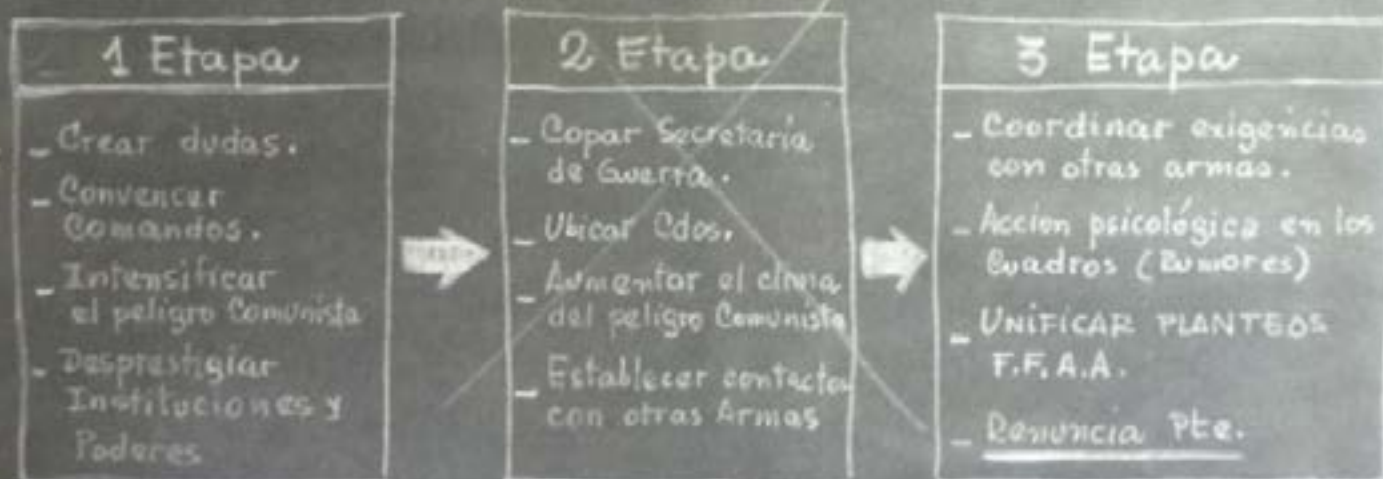 1 Etapa
_ Crear dudas.
_ Convencer
Comandos.
_ Intensificar
el peligro Comunista
_ Desprestigiar
Instituciones y
Poderes
2 Etapa
_ Copar Secretaría
de Guerra.
_ Ubicar Cdos.
_ Aumentar el clima
del peligro Comunista
_ Establecer contactos
con otras Armas
3 Etapa
_ Coordinar exigencias
con otras armas.
_ Accion psicológica en los
Cuadros (Rumores)
_ UNIFICAR PLANTEOS
F.F.A.A.
_ Renuncia Pte.